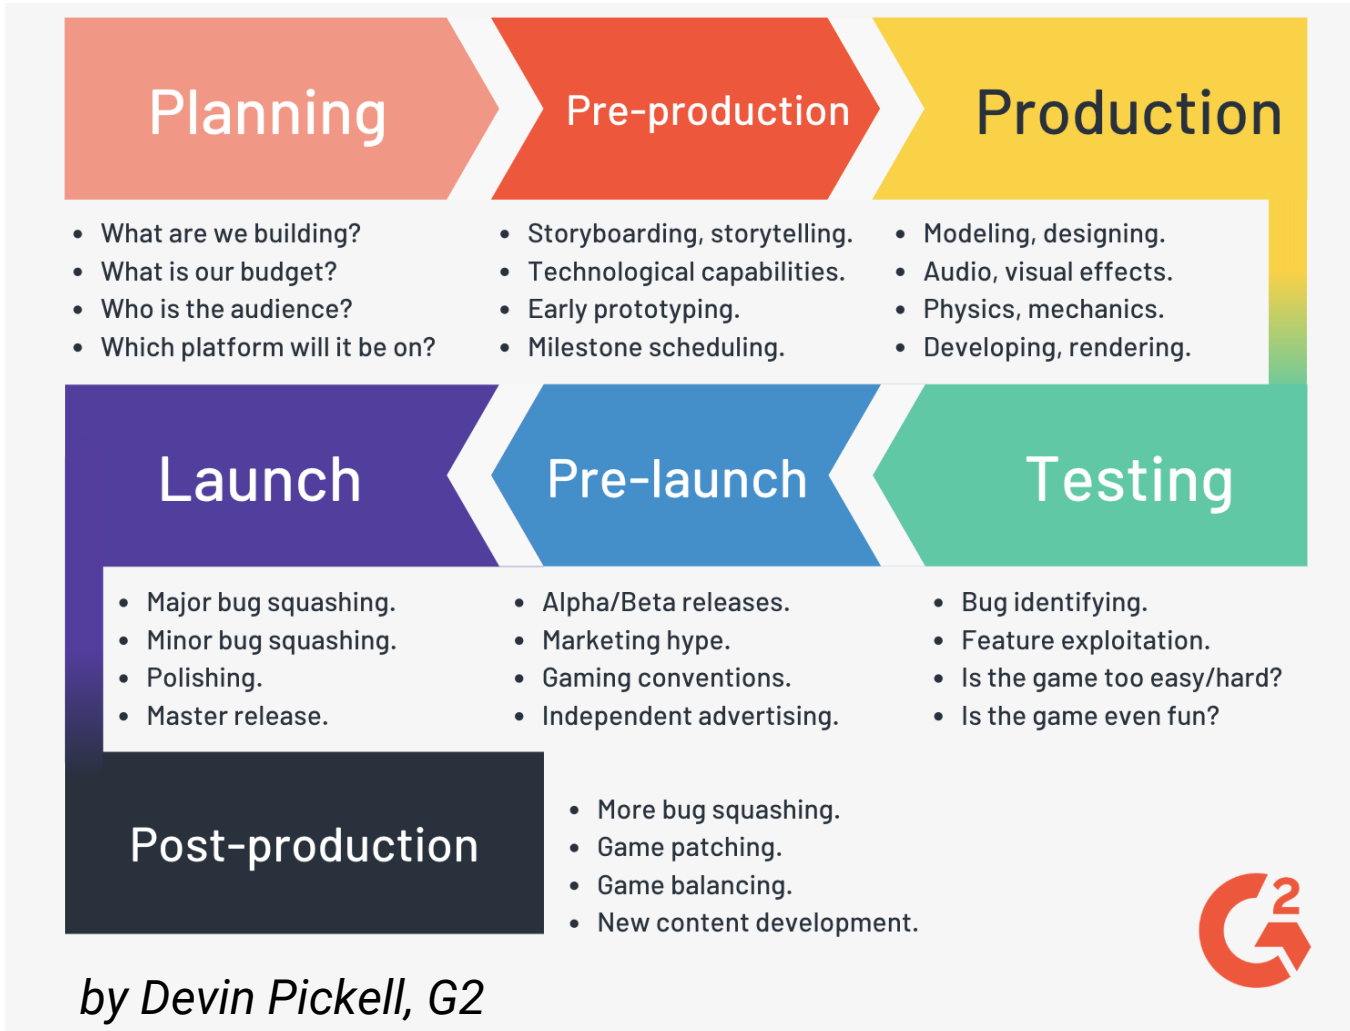 Planning
Pre-production
Production
• What are we building?
• What is our budget?
• Who is the audience?
• Which platform will it be on?
• Storyboarding, storytelling.
• Technological capabilities.
• Early prototyping.
• Milestone scheduling.
• Modeling, designing.
• Audio, visual effects.
• Physics, mechanics.
• Developing, rendering.
Launch
Pre-launch
Testing
• Major bug squashing.
• Minor bug squashing.
• Polishing.
• Master release.
• Alpha/Beta releases.
• Marketing hype.
• Gaming conventions.
• Independent advertising.
• Bug identifying.
• Feature exploitation.
• Is the game too easy/hard?
• Is the game even fun?
Post-production
• More bug squashing.
• Game patching.
• Game balancing.
• New content development.
G2
by Devin Pickell, G2